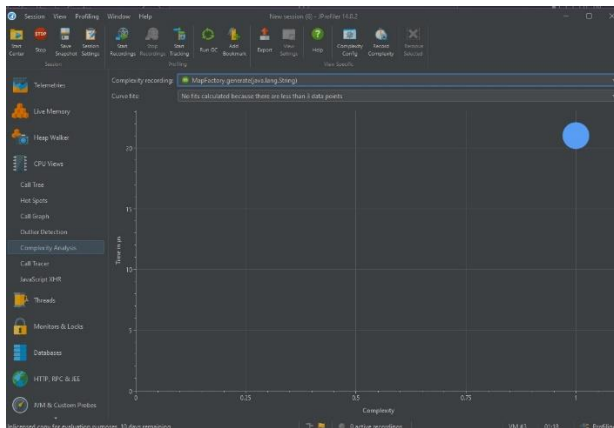 Session View Profiling Window Help
New session (6) - JProfiler 14.0.2
Start Center
Stop
Save Snapshot
Session Settings
Start Recordings
Stop Recordings
Start Tracking
Run GC
Add Bookmark
Export
View Settings
Help
Complexity Config
Record Complexity
Remove Selected
Session
Profiling
View Specific
Telemetries
Live Memory
Heap Walker
CPU Views
Call Tree
Hot Spots
Call Graph
Outlier Detection
Complexity Analysis
Call Tracer
JavaScript XHR
Threads
Monitors & Locks
Databases
HTTP, RPC & JEE
JVM & Custom Probes
Complexity recording: MapFactory.generate(java.lang.String)
Curve fits: No fits calculated because there are less than 3 data points
Time in μs
20
15
10
5
0
0 0.25 0.5 0.75 1
Complexity
Unlicensed copy for evaluation purposes, 10 days remaining
0 active recordings
Profiling